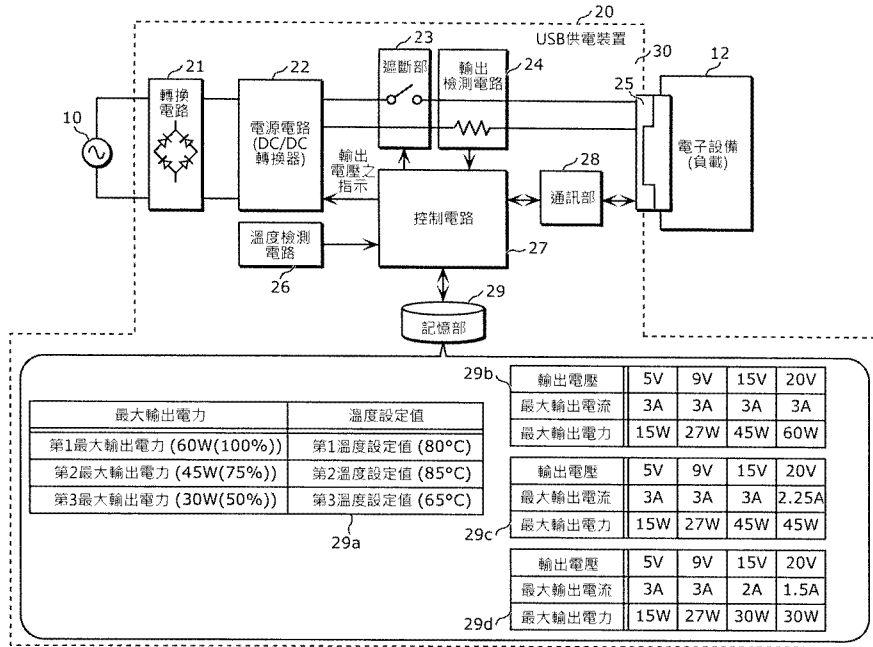 20
USB供電裝置
30
10
21
轉換
電路
22
電源電路
(DC/DC
轉換器)
23
遮斷部
輸出
檢測電路
24
25
12
電子設備
(負載)
輸出
電壓之
指示
控制電路
27
28
通訊部
溫度檢測
電路
26
29
記憶部
最大輸出電力 溫度設定值
第1最大輸出電力 (60W(100%)) 第1溫度設定值 (80°C)
第2最大輸出電力 (45W(75%)) 第2溫度設定值 (85°C)
第3最大輸出電力 (30W(50%)) 第3溫度設定值 (65°C)
29a
29b
輸出電壓 5V 9V 15V 20V
最大輸出電流 3A 3A 3A 3A
最大輸出電力 15W 27W 45W 60W
29c
輸出電壓 5V 9V 15V 20V
最大輸出電流 3A 3A 3A 2.25A
最大輸出電力 15W 27W 45W 45W
29d
輸出電壓 5V 9V 15V 20V
最大輸出電流 3A 3A 2A 1.5A
最大輸出電力 15W 27W 30W 30W